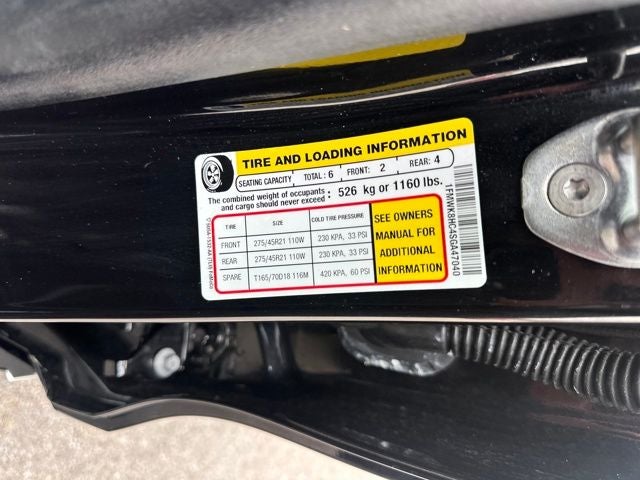 TIRE AND LOADING INFORMATION
SEATING CAPACITY TOTAL: 6 FRONT: 2 REAR: 4
The combined weight of occupants and cargo should never exceed: 526 kg or 1160 lbs.
TIRE SIZE COLD TIRE PRESSURE
FRONT 275/45R21 110W 230 KPA, 33 PSI
REAR 275/45R21 110W 230 KPA, 33 PSI
SPARE T165/70D18 116M 420 KPA, 60 PSI
SEE OWNERS
MANUAL FOR
ADDITIONAL
INFORMATION
1FMWK8HC4SGA47040